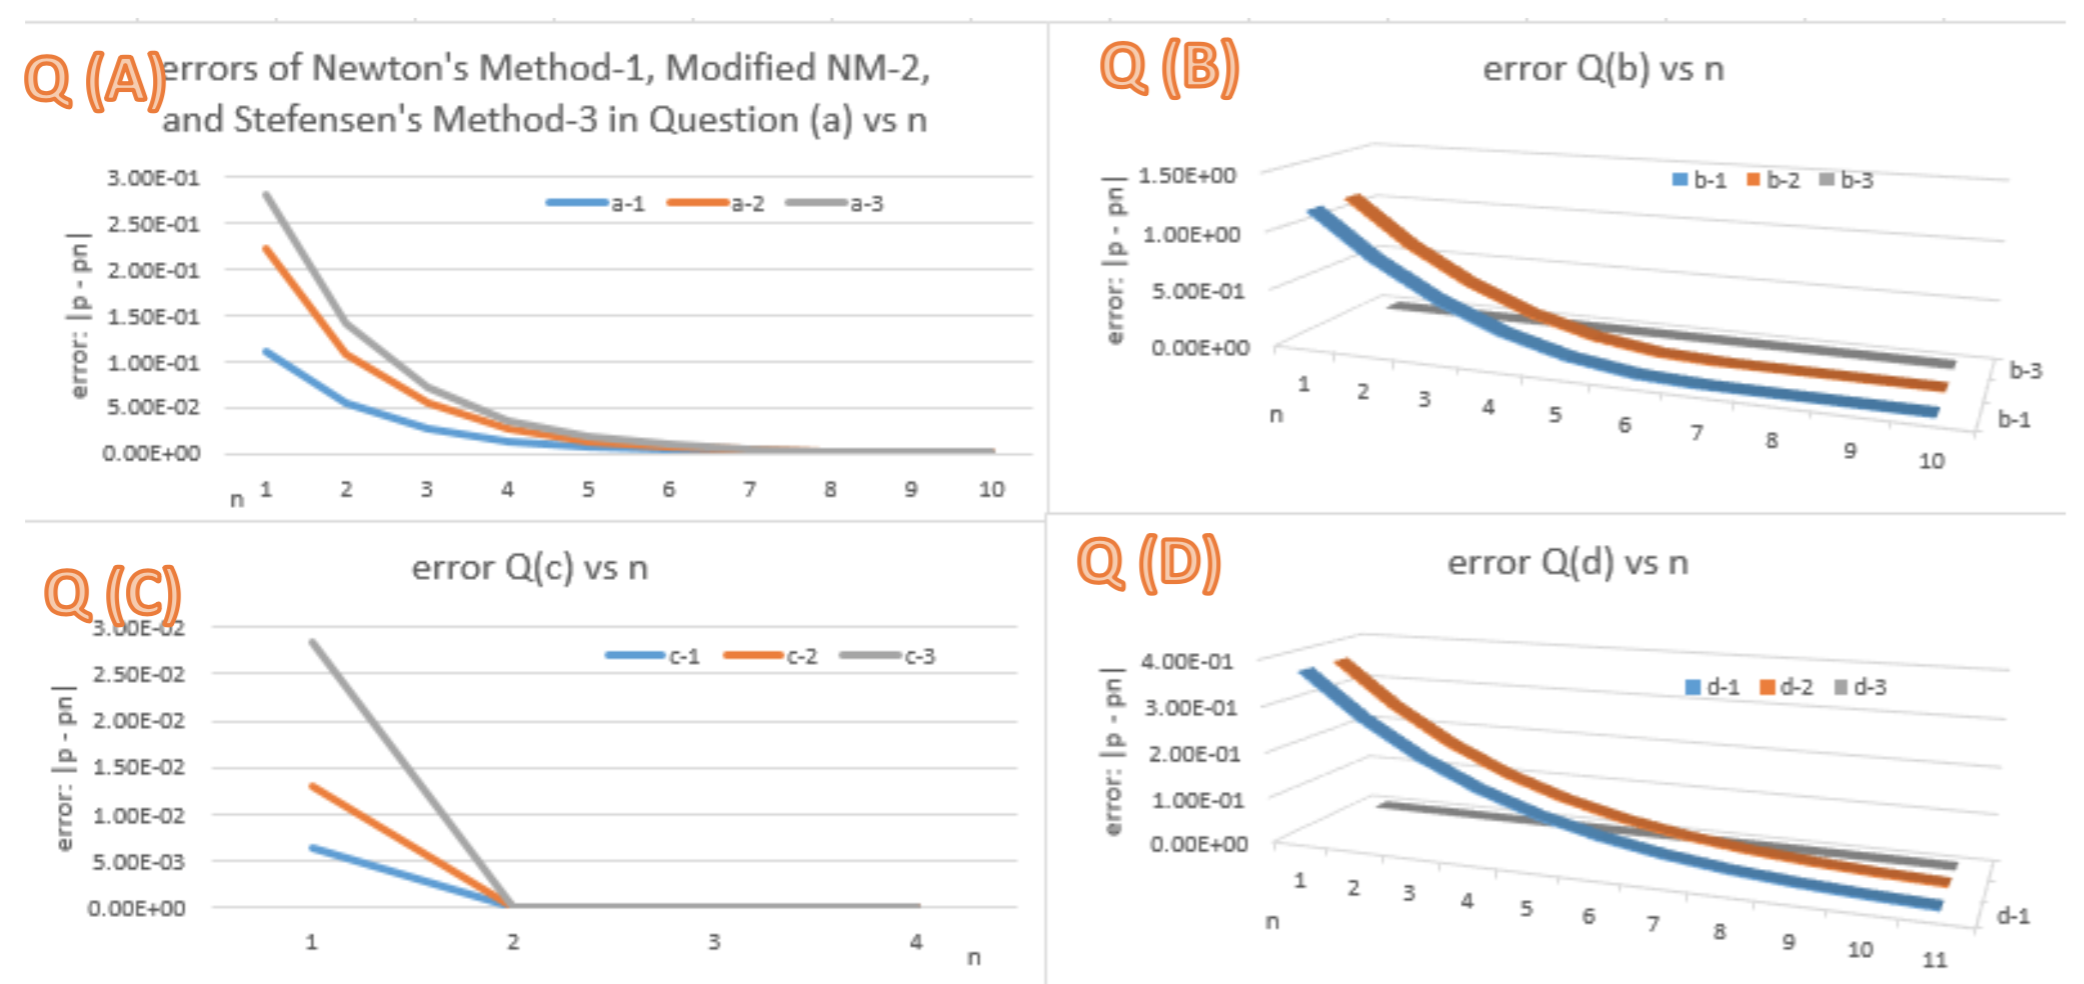 Q (A)
errors of Newton's Method-1, Modified NM-2,
and Stefensen's Method-3 in Question (a) vs n
error: |p - pn|
3.00E-01
2.50E-01
2.00E-01
1.50E-01
1.00E-01
5.00E-02
0.00E+00
a-1 a-2 a-3
n 1 2 3 4 5 6 7 8 9 10
Q (B)
error Q(b) vs n
error: |p - pn|
1.50E+00
1.00E+00
5.00E-01
0.00E+00
b-1 b-2 b-3
b-3
b-1
n 1 2 3 4 5 6 7 8 9 10
Q (C)
error Q(c) vs n
error: |p - pn|
3.00E-02
2.50E-02
2.00E-02
1.50E-02
1.00E-02
5.00E-03
0.00E+00
c-1 c-2 c-3
1 2 3 4 n
Q (D)
error Q(d) vs n
error: |p - pn|
4.00E-01
3.00E-01
2.00E-01
1.00E-01
0.00E+00
d-1 d-2 d-3
d-1
n 1 2 3 4 5 6 7 8 9 10 11